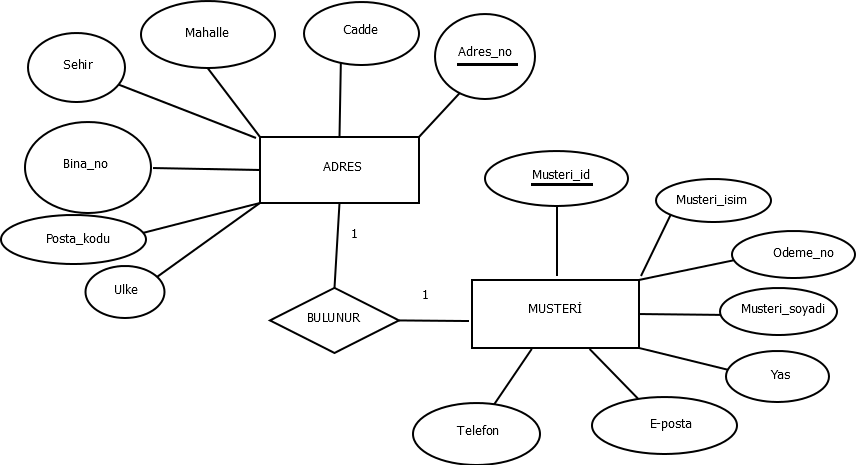 Mahalle
Cadde
Adres_no
Sehir
Bina_no
ADRES
Musteri_id
Musteri_isim
Posta_kodu
1
Odeme_no
Ulke
1
BULUNUR
MUSTERİ
Musteri_soyadi
Yas
Telefon
E-posta